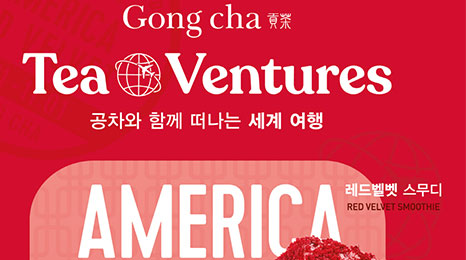 Gong cha 貢茶
Tea Ventures
공차와 함께 떠나는 세계 여행
AMERICA
레드벨벳 스무디
RED VELVET SMOOTHIE